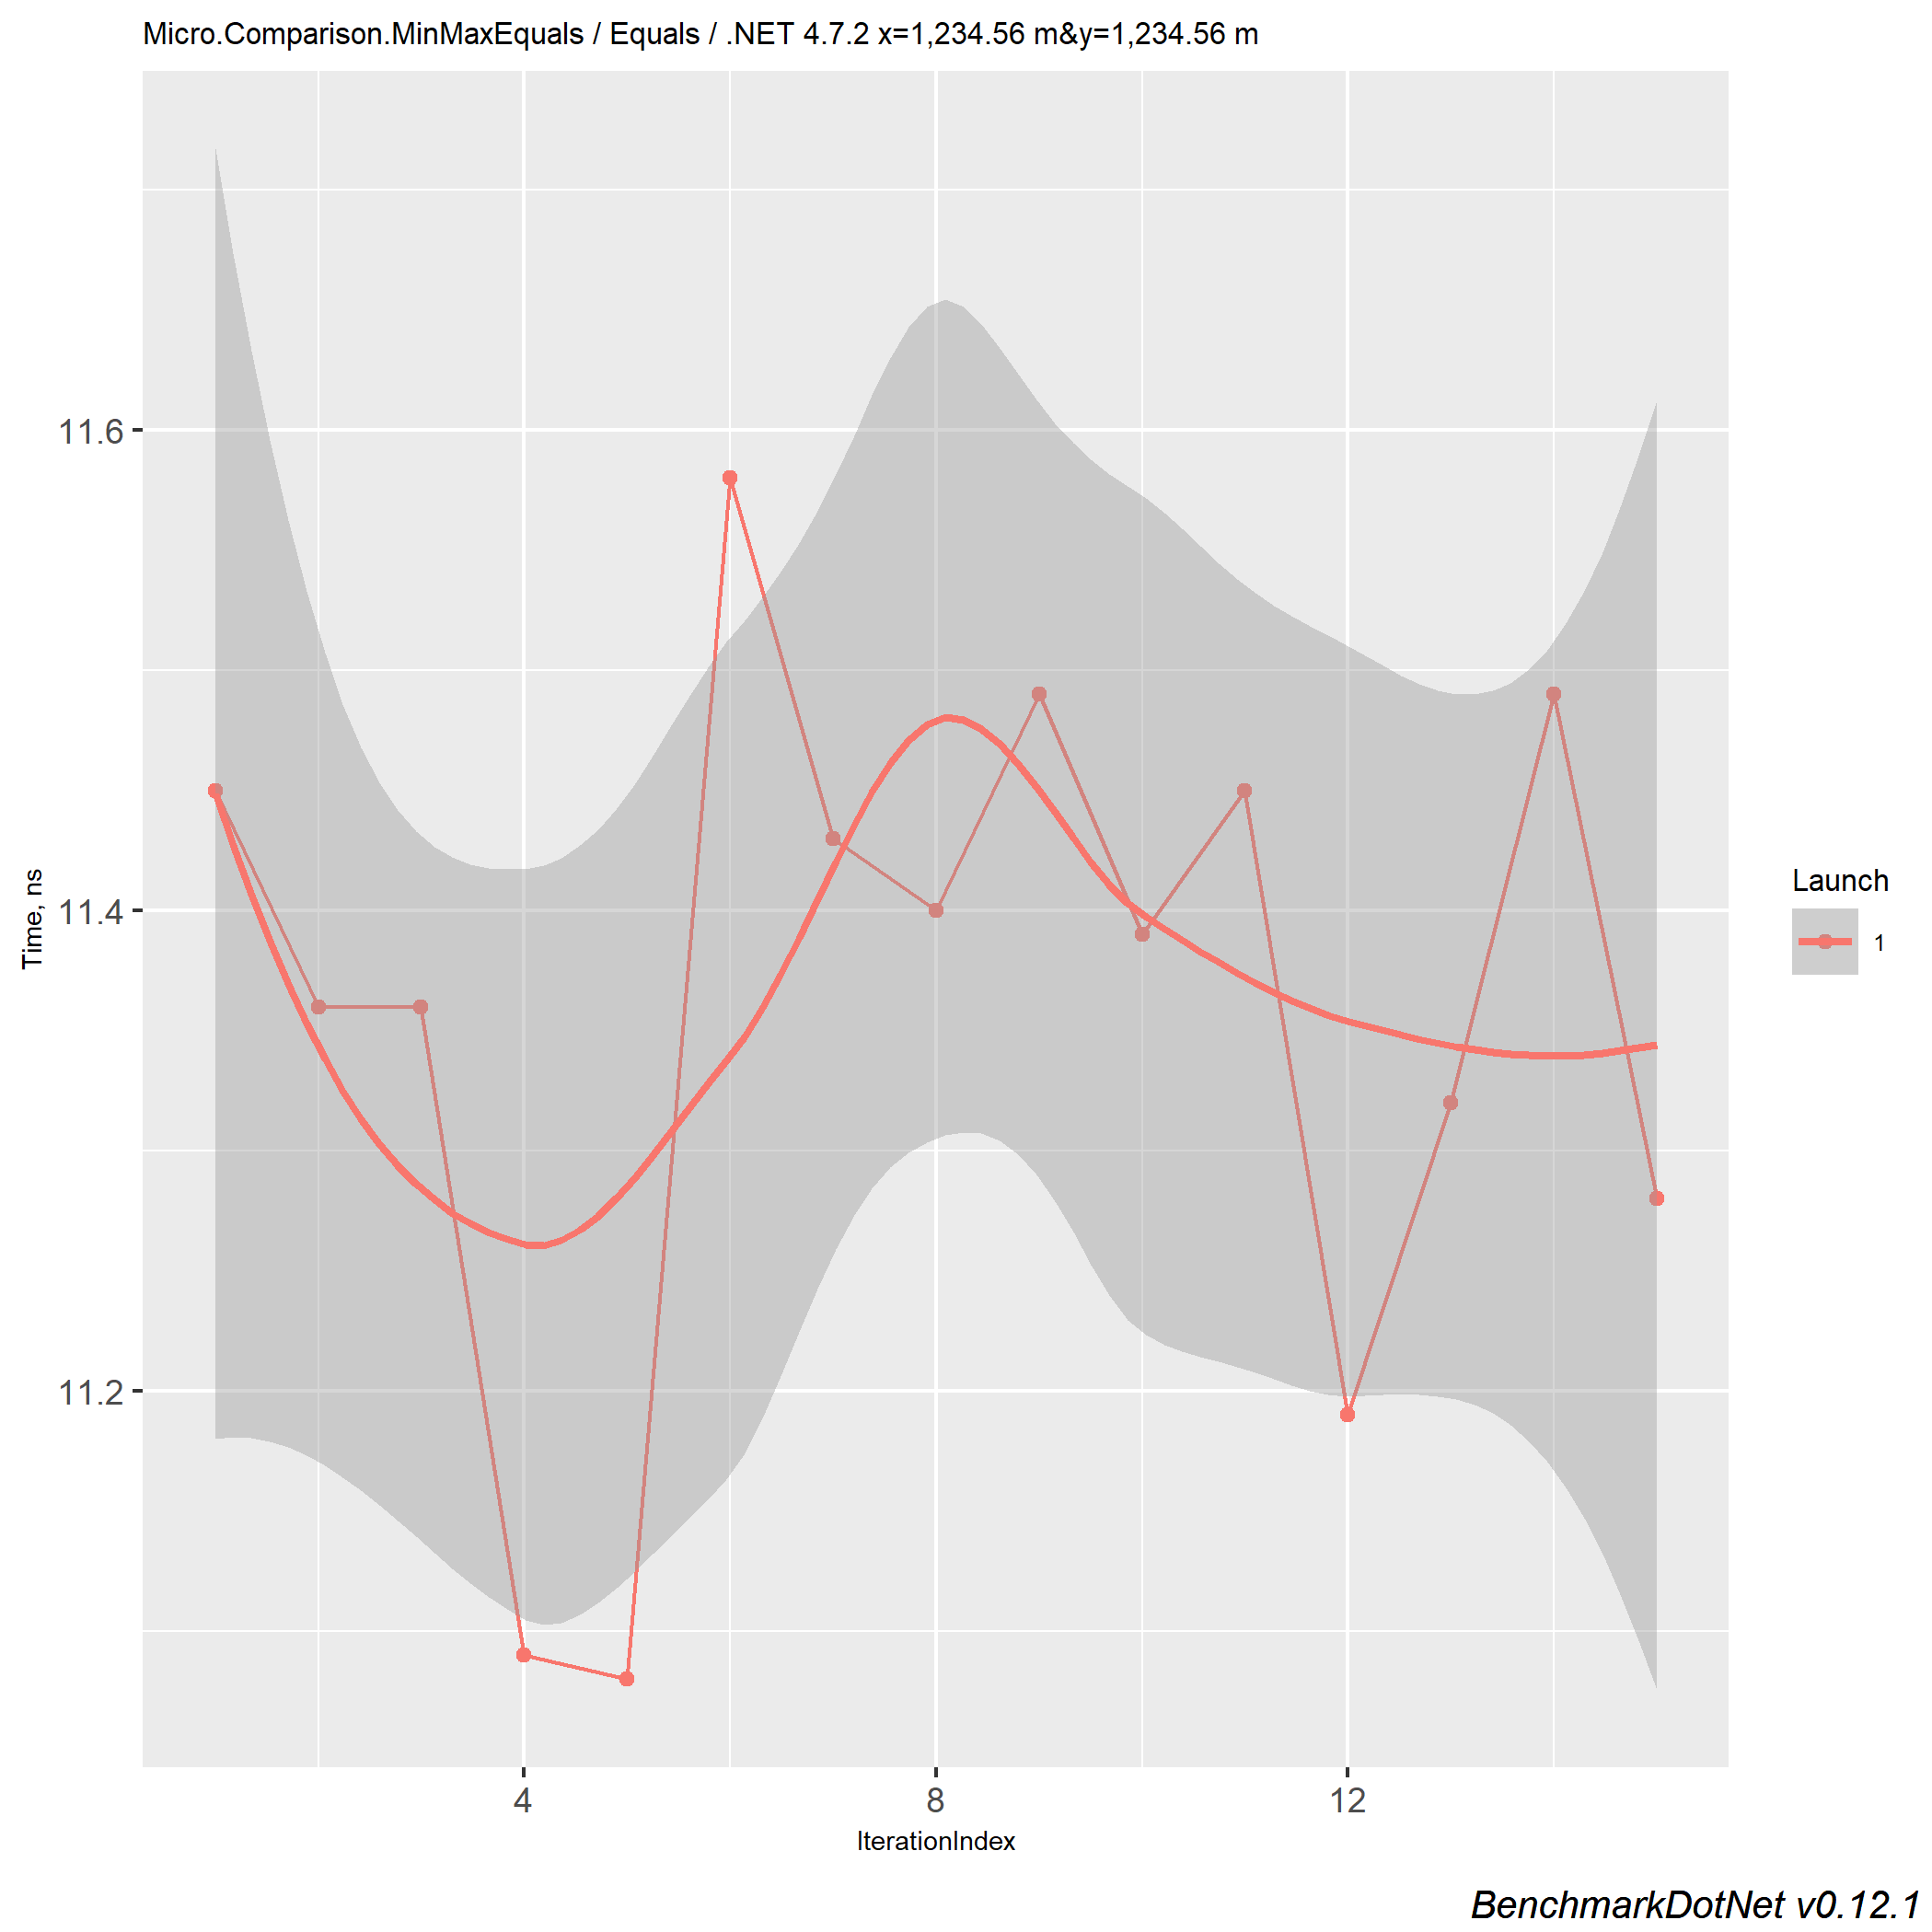 Micro.Comparison.MinMaxEquals / Equals / .NET 4.7.2 x=1,234.56 m&y=1,234.56 m
11.6
11.4
11.2
Time, ns
4
8
12
IterationIndex
Launch
1
BenchmarkDotNet v0.12.1